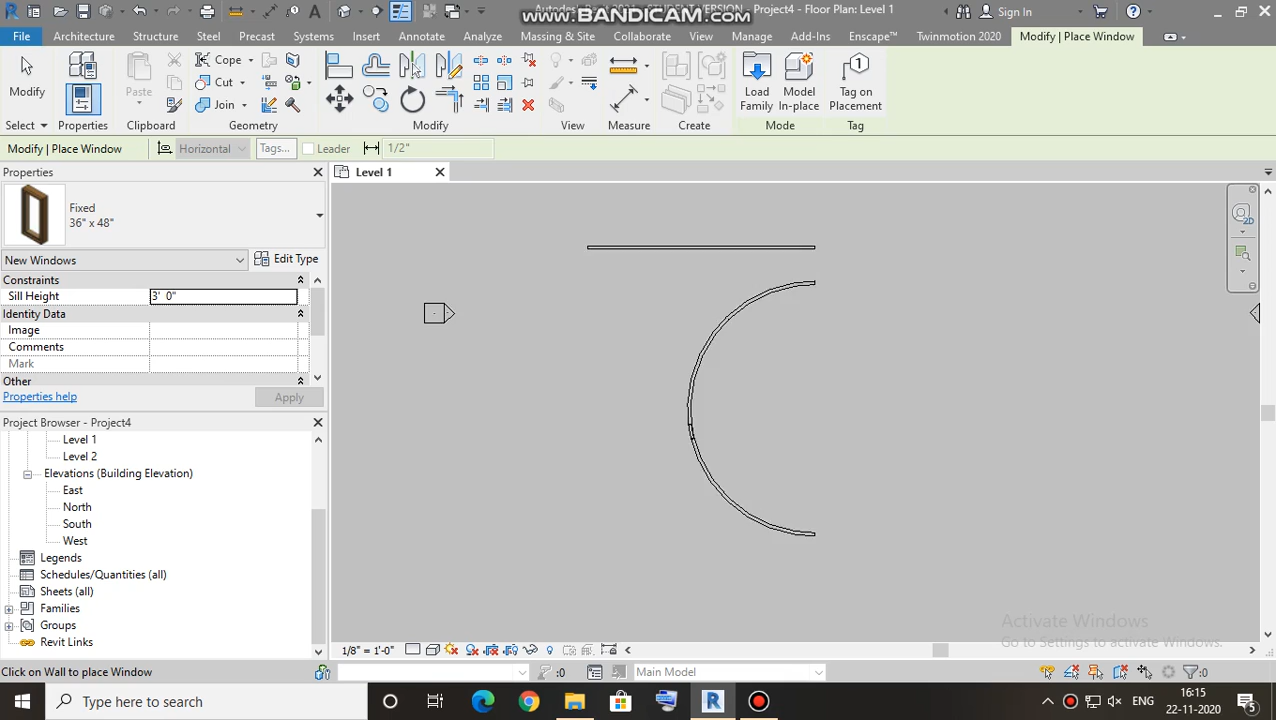 www.BANDICAM.com
VERSION - Project4 - Floor Plan: Level 1
Sign In
File Architecture Structure Steel Precast Systems Insert Annotate Analyze Massing & Site Collaborate View Manage Add-Ins Enscape™ Twinmotion 2020 Modify | Place Window
Modify
Paste
Cope
Cut
Join
Load Family
Model In-place
Tag on Placement
Select Properties Clipboard Geometry Modify View Measure Create Mode Tag
Modify | Place Window Horizontal Tags... Leader 1/2"
Properties
Level 1
Fixed
36" x 48"
New Windows Edit Type
Constraints
Sill Height 3' 0"
Identity Data
Image
Comments
Mark
Other
Properties help Apply
Project Browser - Project4
Level 1
Level 2
Elevations (Building Elevation)
East
North
South
West
Legends
Schedules/Quantities (all)
Sheets (all)
Families
Groups
Revit Links
2D
Activate Windows
Go to Settings to activate Windows.
1/8" = 1'-0"
Click on Wall to place Window
:0
Main Model
:0
Type here to search
ENG
16:15
22-11-2020
5